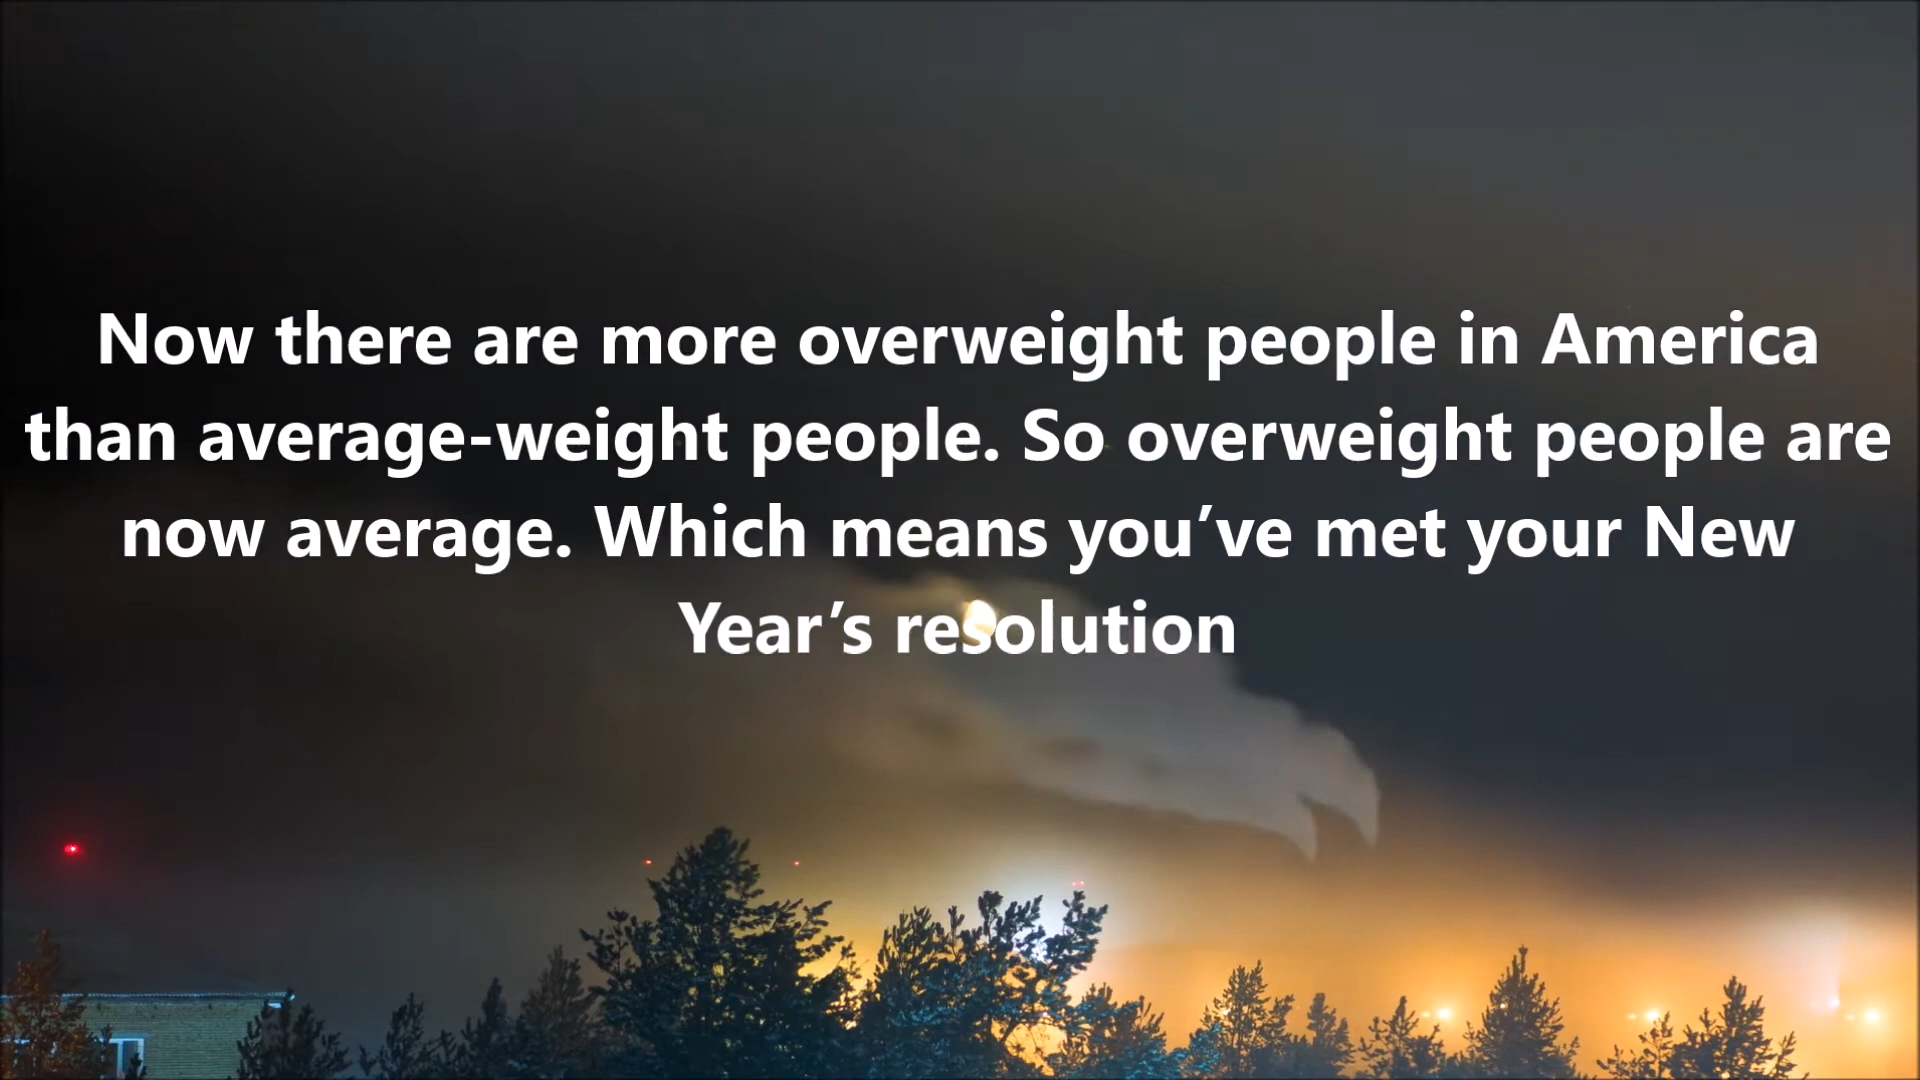 Now there are more overweight people in America
than average-weight people. So overweight people are
now average. Which means you’ve met your New
Year’s resolution